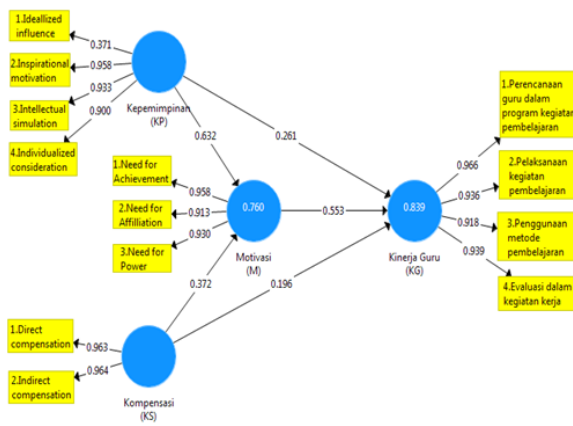 1.Ideallized
influence
0.371
2.Inspirational
motivation
0.958
3.Intellectual
simulation
0.933
4.Individualized
consideration
0.900
Kepemimpinan
(KP)
0.632
0.261
1.Need for
Achievement
0.958
2.Need for
Affilliation
0.913
3.Need for
Power
0.930
0.760
Motivasi
(M)
0.553
0.372
0.196
1.Direct
compensation
0.963
2.Indirect
compensation
0.964
Kompensasi
(KS)
0.839
Kinerja Guru
(KG)
1.Perencanaan
guru dalam
program kegiatan
pembelajaran
0.966
2.Pelaksanaan
kegiatan
pembelajaran
0.936
3.Penggunaan
metode
pembelajaran
0.918
4.Evaluasi dalam
kegiatan kerja
0.939